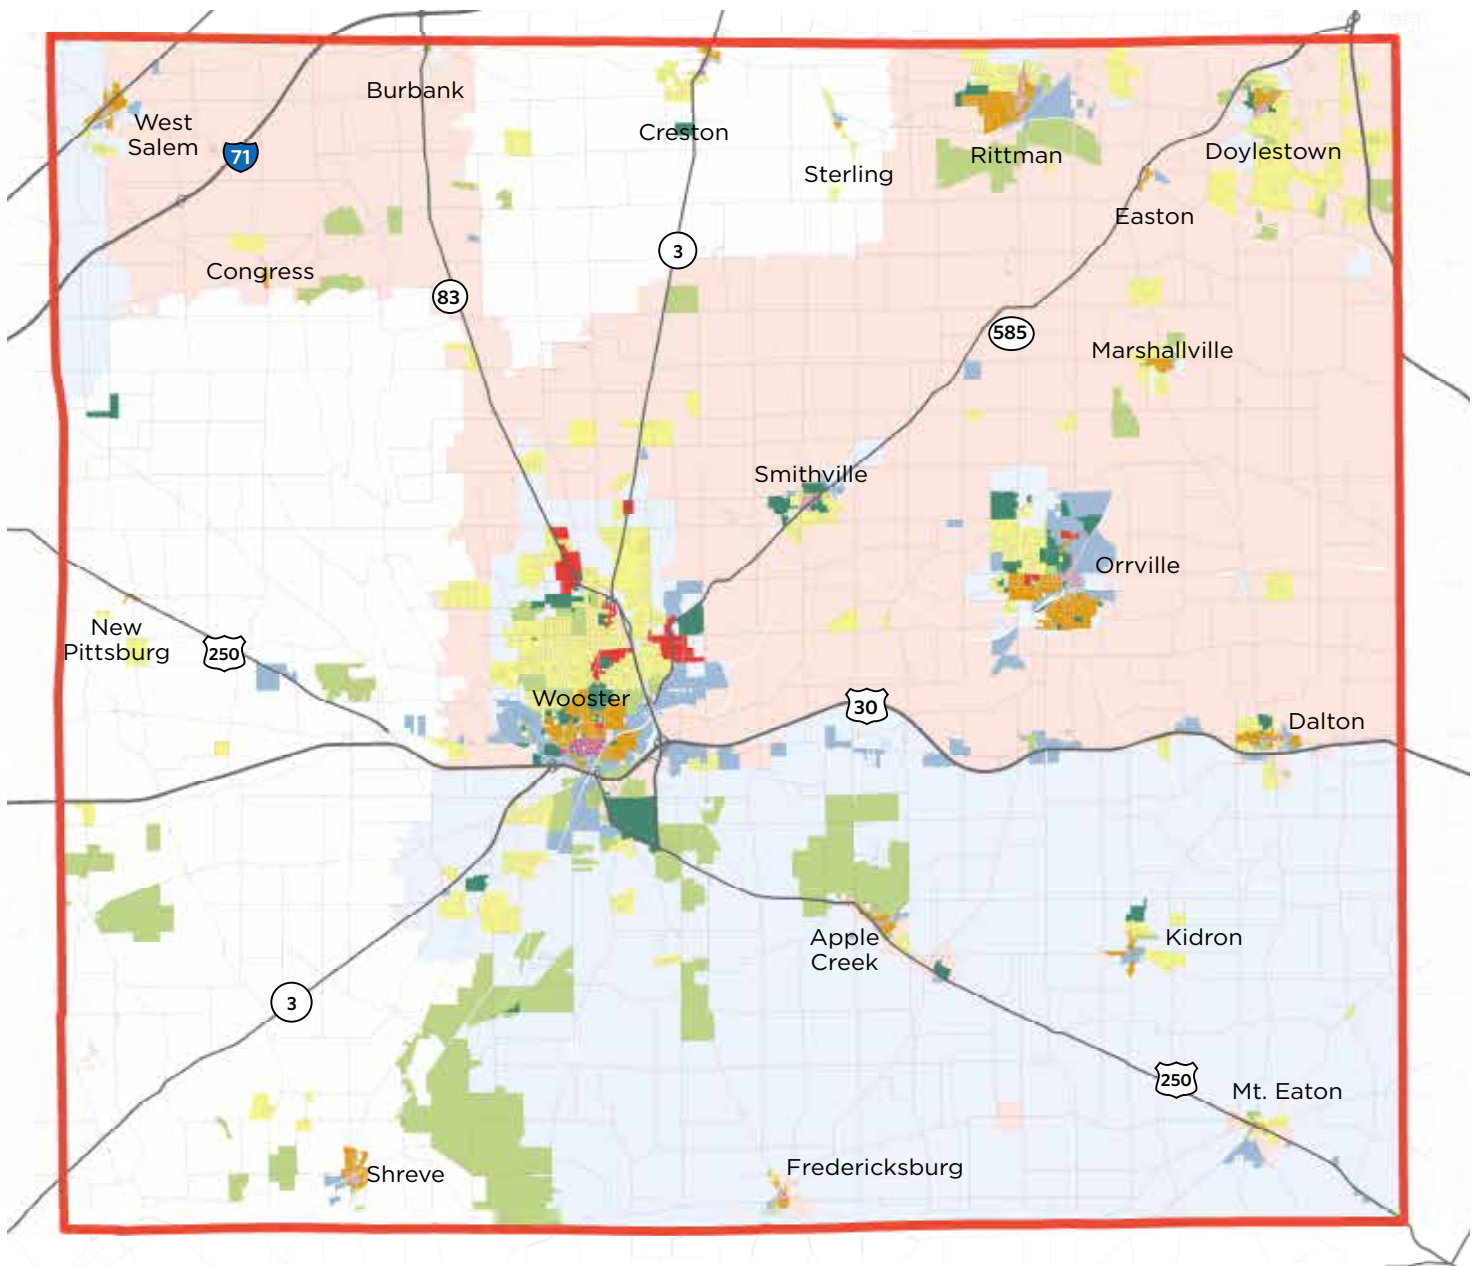 Burbank
West
Salem
71
Creston
Sterling
Rittman
Doylestown
Easton
Congress
3
83
585
Marshallville
Smithville
Orrville
New
Pittsburg
250
Wooster
30
Dalton
Apple
Creek
Kidron
3
250
Mt. Eaton
Shreve
Fredericksburg